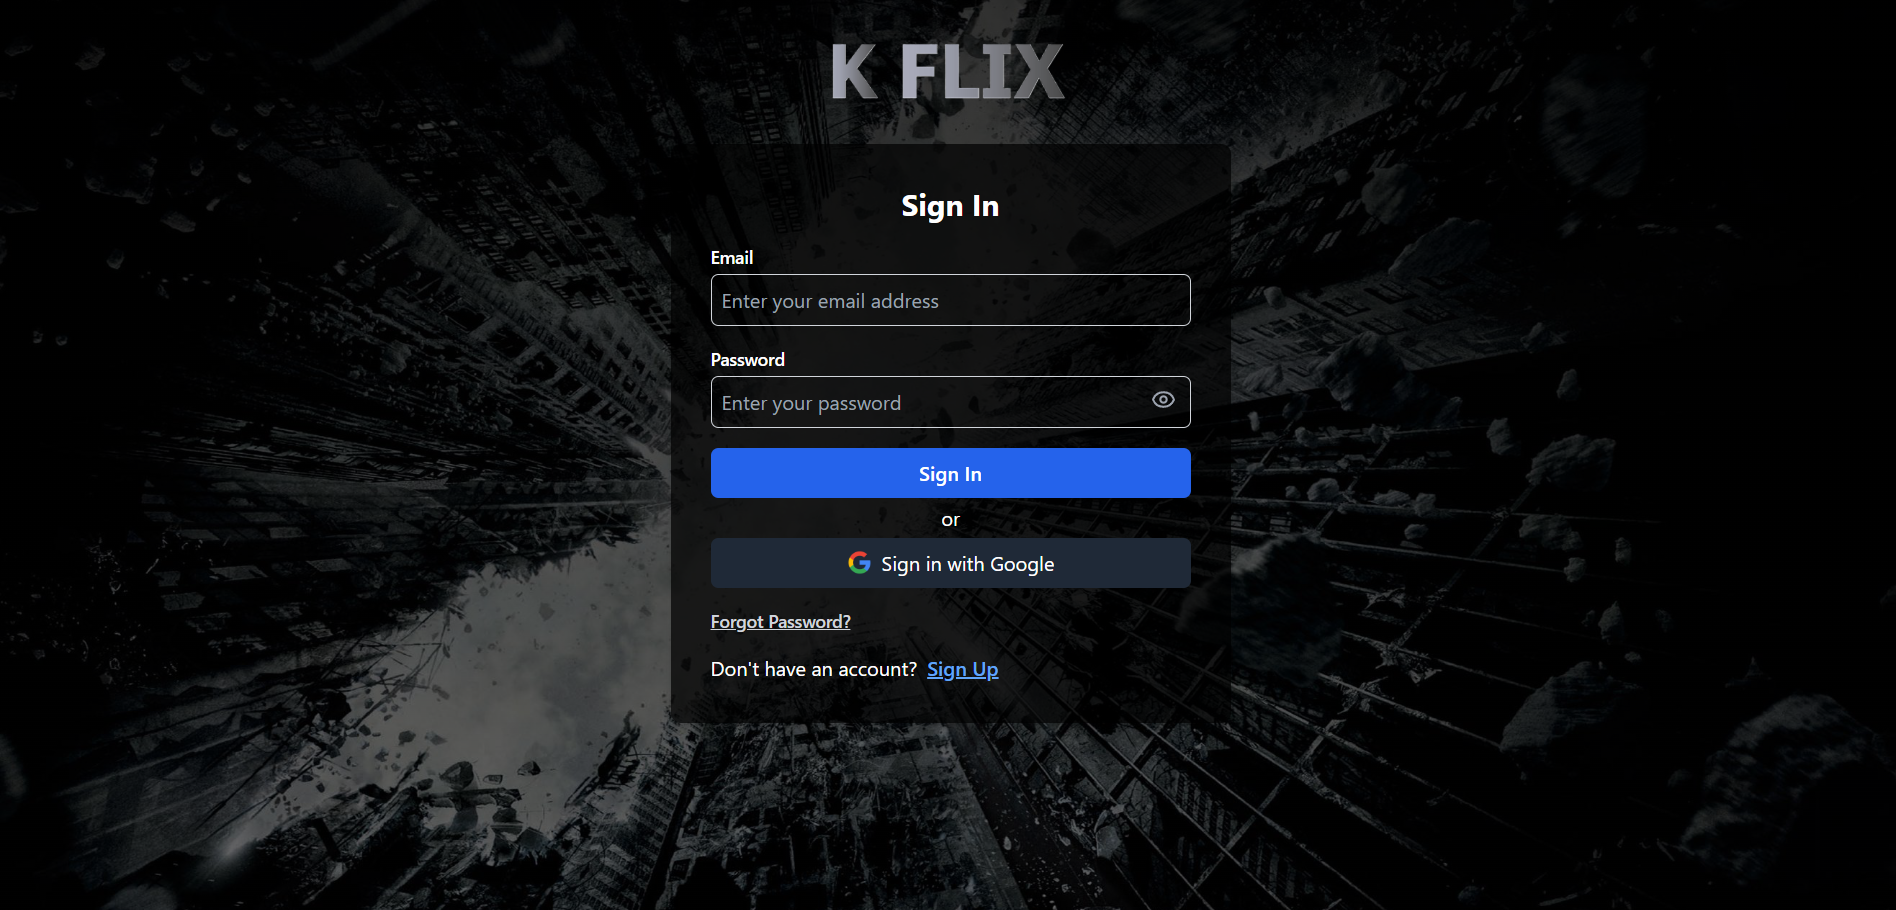 K FLIX
Sign In
Email
Enter your email address
Password
Enter your password
Sign In
or
Sign in with Google
Forgot Password?
Don't have an account? Sign Up